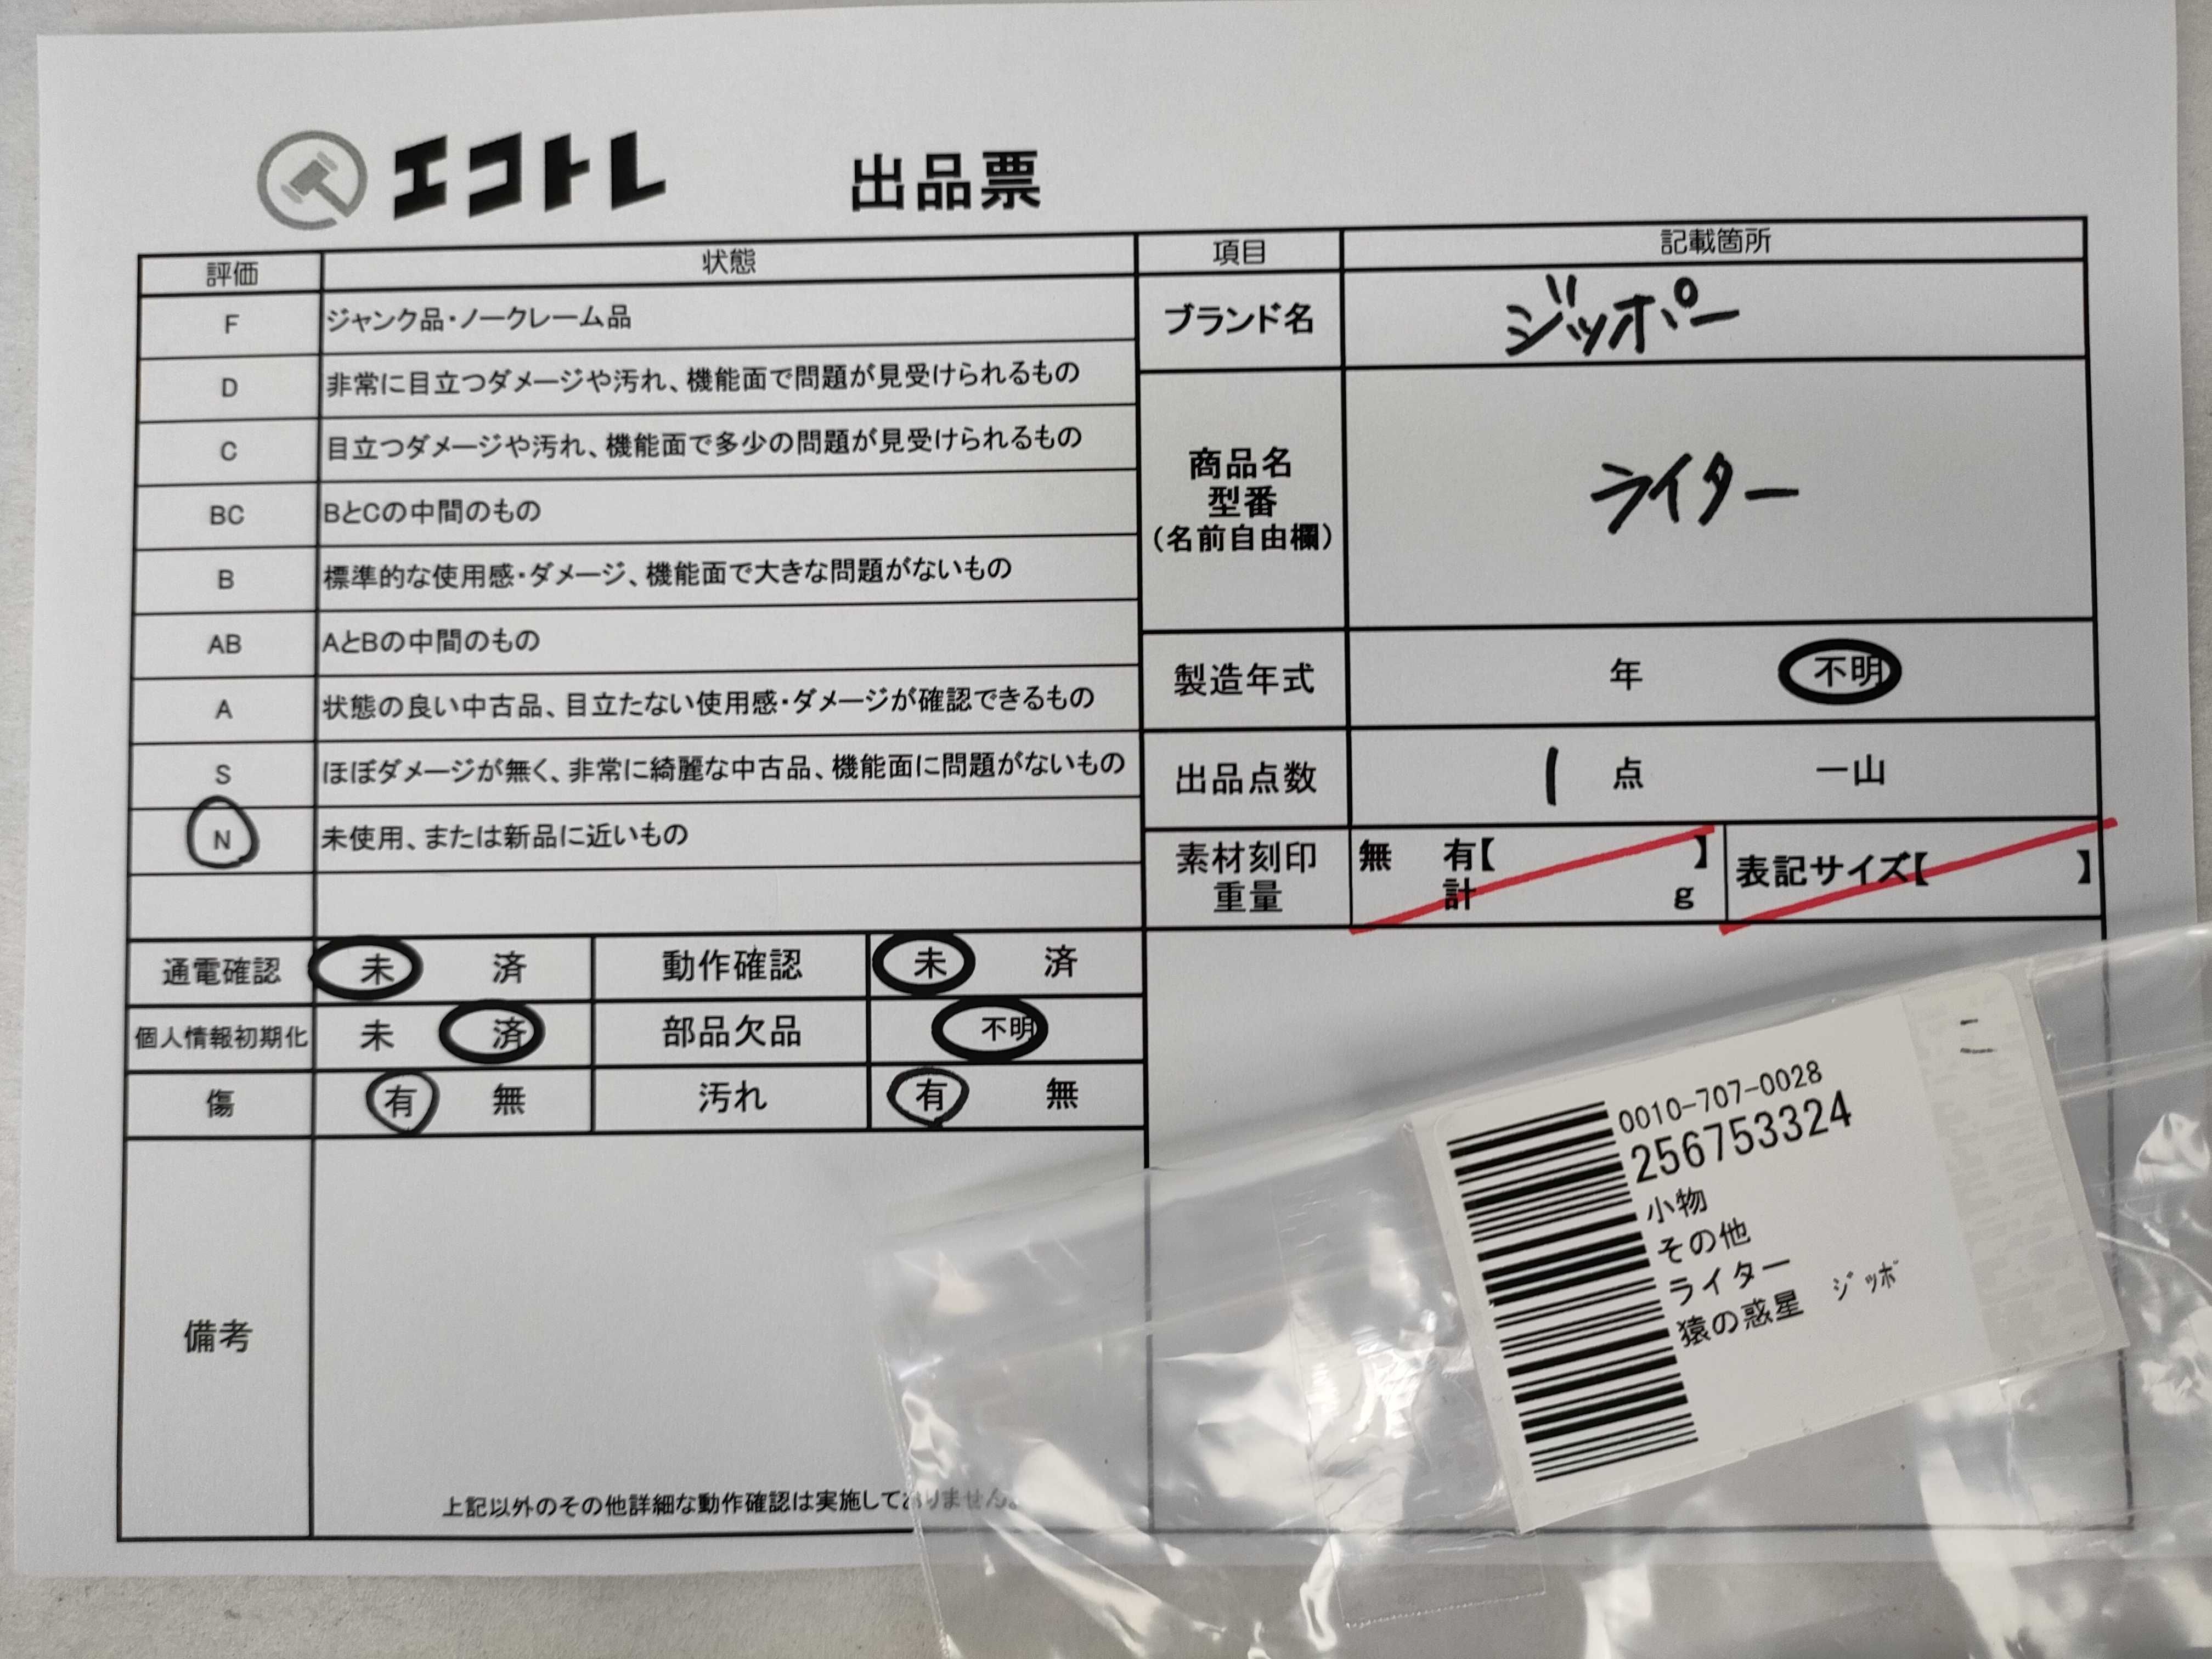 エコトレ 出品票
評価 状態
F ジャンク品・ノークレーム品
D 非常に目立つダメージや汚れ、機能面で問題が見受けられるもの
C 目立つダメージや汚れ、機能面で多少の問題が見受けられるもの
BC BとCの中間のもの
B 標準的な使用感・ダメージ、機能面で大きな問題がないもの
AB AとBの中間のもの
A 状態の良い中古品、目立たない使用感・ダメージが確認できるもの
S ほぼダメージが無く、非常に綺麗な中古品、機能面に問題がないもの
N 未使用、または新品に近いもの
通電確認 未 済 動作確認 未 済
個人情報初期化 未 済 部品欠品 不明
傷 有 無 汚れ 有 無
備考
上記以外のその他詳細な動作確認は実施しておりません。
項目 記載箇所
ブランド名 ジッポー
商品名
型番
(名前自由欄)
ライター
製造年式 年 不明
出品点数 1 点 一山
素材刻印
重量
無 有【 】
計 g
表記サイズ【 】
0010-707-0028
256753324
小物
その他
ライター
猿の惑星 ジッポ